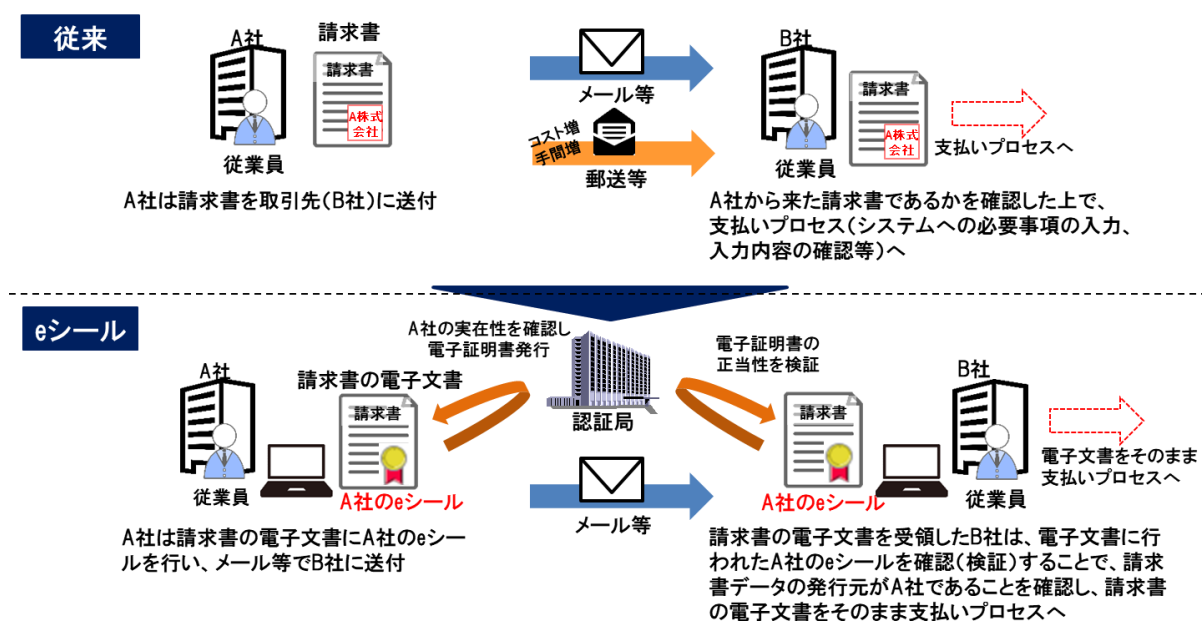 従来
A社
請求書
請求書
A株式
会社
従業員
A社は請求書を取引先(B社)に送付
メール等
コスト増
手間増
郵送等
B社
請求書
A株式
会社
従業員
支払いプロセスへ
A社から来た請求書であるかを確認した上で、
支払いプロセス(システムへの必要事項の入力、
入力内容の確認等)へ
eシール
A社の実在性を確認し
電子証明書発行
電子証明書の
正当性を検証
A社
請求書の電子文書
請求書
従業員
A社のeシール
認証局
メール等
請求書
A社のeシール
B社
従業員
電子文書をそのまま
支払いプロセスへ
A社は請求書の電子文書にA社のeシー
ルを行い、メール等でB社に送付
請求書の電子文書を受領したB社は、電子文書に行
われたA社のeシールを確認(検証)することで、請求
書データの発行元がA社であることを確認し、請求書
の電子文書をそのまま支払いプロセスへ